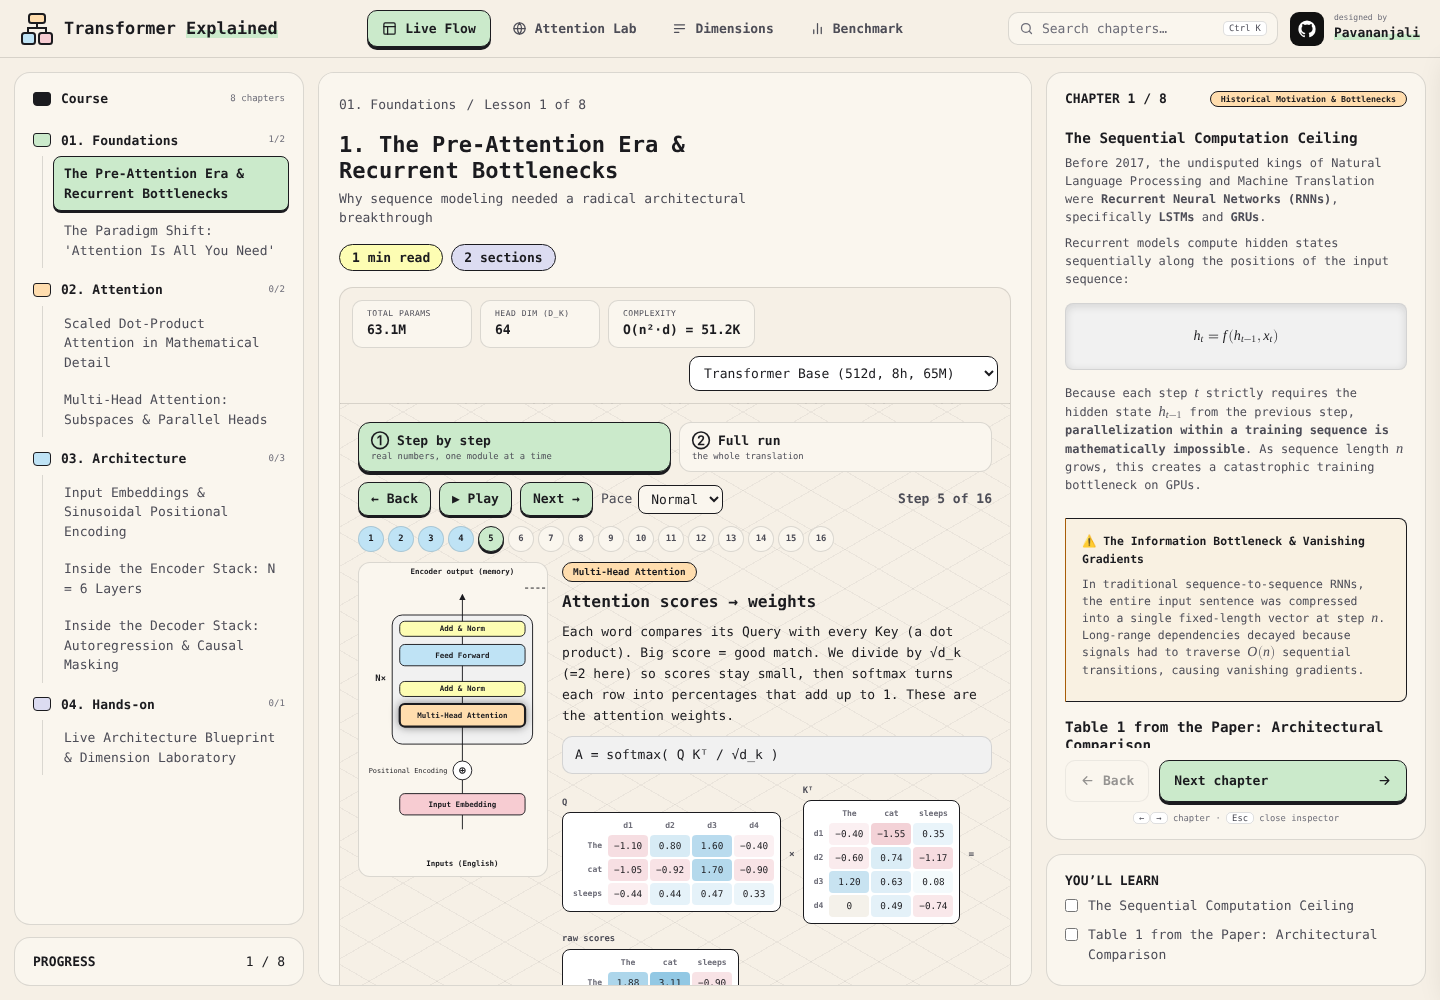 Transformer Explained
Live Flow
Attention Lab
Dimensions
Benchmark
Search chapters…
Ctrl K
designed by
Pavananjali
Course
8 chapters
01. Foundations
1/2
The Pre-Attention Era &
Recurrent Bottlenecks
The Paradigm Shift:
'Attention Is All You Need'
02. Attention
0/2
Scaled Dot-Product
Attention in Mathematical
Detail
Multi-Head Attention:
Subspaces & Parallel Heads
03. Architecture
0/3
Input Embeddings &
Sinusoidal Positional
Encoding
Inside the Encoder Stack: N
= 6 Layers
Inside the Decoder Stack:
Autoregression & Causal
Masking
04. Hands-on
0/1
Live Architecture Blueprint
& Dimension Laboratory
PROGRESS
1 / 8
01. Foundations / Lesson 1 of 8
1. The Pre-Attention Era &
Recurrent Bottlenecks
Why sequence modeling needed a radical architectural
breakthrough
1 min read
2 sections
TOTAL PARAMS
63.1M
HEAD DIM (D_K)
64
COMPLEXITY
O(n²·d) = 51.2K
Transformer Base (512d, 8h, 65M)
① Step by step
real numbers, one module at a time
② Full run
the whole translation
← Back
▶ Play
Next →
Pace
Normal
Step 5 of 16
1 2 3 4 5 6 7 8 9 10 11 12 13 14 15 16
Encoder output (memory)
Add & Norm
Feed Forward
N×
Add & Norm
Multi-Head Attention
Positional Encoding
⊕
Input Embedding
Inputs (English)
Multi-Head Attention
Attention scores → weights
Each word compares its Query with every Key (a dot
product). Big score = good match. We divide by √d_k
(=2 here) so scores stay small, then softmax turns
each row into percentages that add up to 1. These are
the attention weights.
A = softmax( Q Kᵀ / √d_k )
Q
d1 d2 d3 d4
The −1.10 0.80 1.60 −0.40
cat −1.05 −0.92 1.70 −0.90
sleeps −0.44 0.44 0.47 0.33
×
Kᵀ
The cat sleeps
d1 −0.40 −1.55 0.35
d2 −0.60 0.74 −1.17
d3 1.20 0.63 0.08
d4 0 0.49 −0.74
=
raw scores
The cat sleeps
The 1.88 3.11 −0.90
CHAPTER 1 / 8
Historical Motivation & Bottlenecks
The Sequential Computation Ceiling
Before 2017, the undisputed kings of Natural
Language Processing and Machine Translation
were Recurrent Neural Networks (RNNs),
specifically LSTMs and GRUs.
Recurrent models compute hidden states
sequentially along the positions of the input
sequence:
hₜ = f(hₜ₋₁, xₜ)
Because each step t strictly requires the
hidden state hₜ₋₁ from the previous step,
parallelization within a training sequence is
mathematically impossible. As sequence length n
grows, this creates a catastrophic training
bottleneck on GPUs.
⚠️ The Information Bottleneck & Vanishing
Gradients
In traditional sequence-to-sequence RNNs,
the entire input sentence was compressed
into a single fixed-length vector at step n.
Long-range dependencies decayed because
signals had to traverse O(n) sequential
transitions, causing vanishing gradients.
Table 1 from the Paper: Architectural
Comparison
← Back
Next chapter →
← → chapter · Esc close inspector
YOU’LL LEARN
The Sequential Computation Ceiling
Table 1 from the Paper: Architectural
Comparison